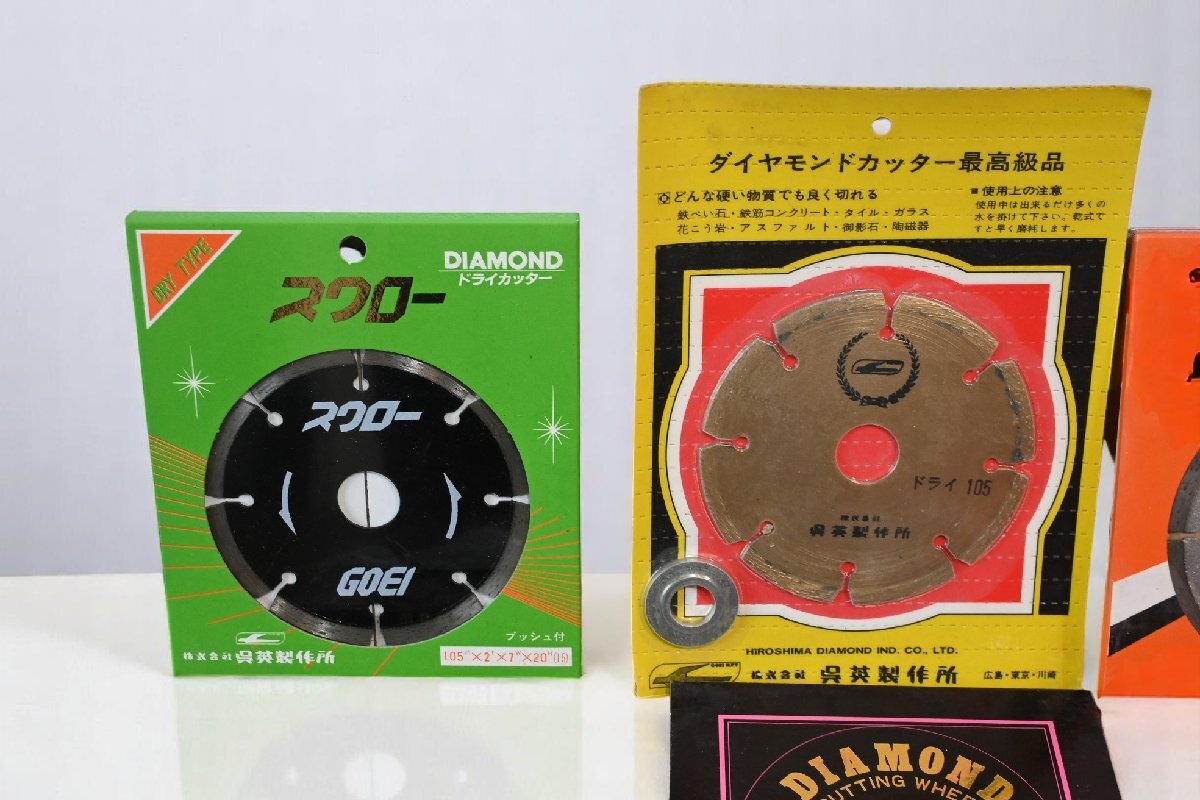 DRY TYPE
DIAMOND
ドライカッター
スワロー
スワロー
GOEI
ブッシュ付
株式会社 呉英製作所
105ᵐ×2'×7ᵐ×20ᵐ(15)
ダイヤモンドカッター最高級品
どんな硬い物質でも良く切れる
鉄ぺい石・鉄筋コンクリート・タイル・ガラス
花こう岩・アスファルト・御影石・陶磁器
■使用上の注意
使用中は出来るだけ多くの
水を掛けて下さい。乾式で
すと早く磨耗します。
ドライ 105
株式会社
呉英製作所
HIROSHIMA DIAMOND IND. CO., LTD.
株式会社 呉英製作所
広島・東京・川崎
DIAMOND
CUTTING WHEE